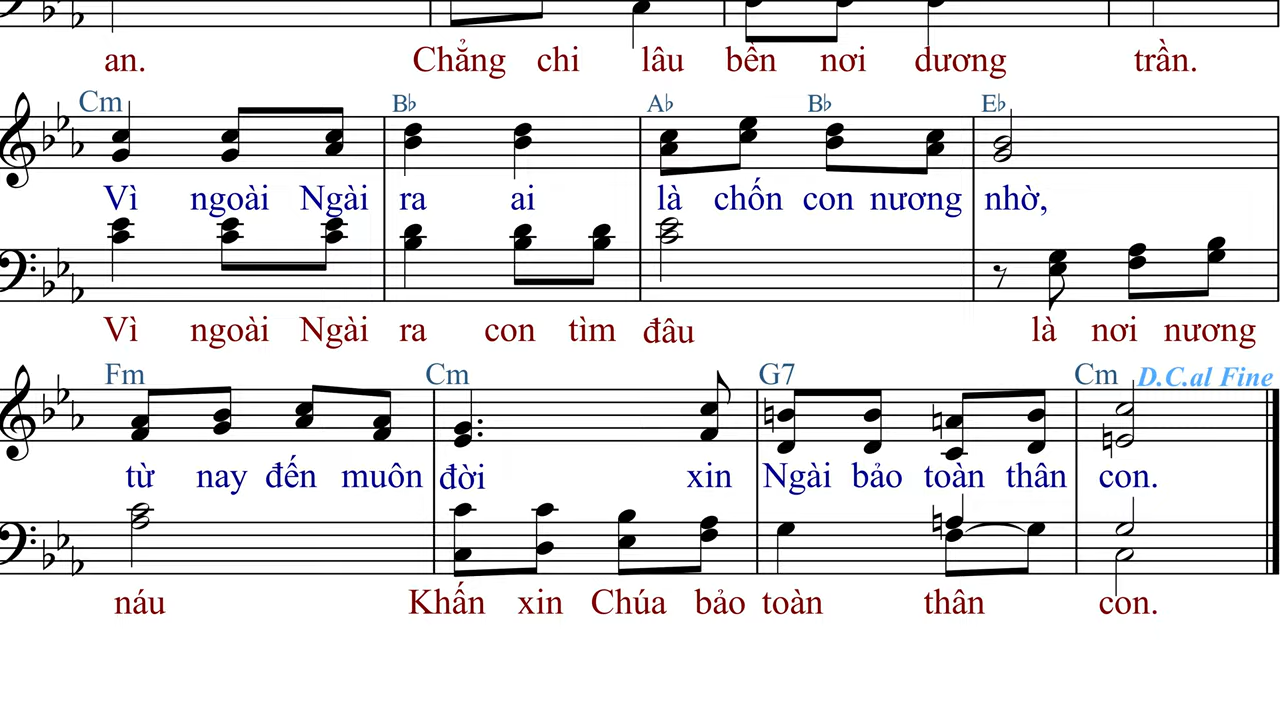 an. Chẳng chi lâu bền nơi dương trần.
Cm B♭ A♭ B♭ E♭
Vì ngoài Ngài ra ai là chốn con nương nhờ,
Vì ngoài Ngài ra con tìm đâu là nơi nương
Fm Cm G7 Cm D.C.al Fine
từ nay đến muôn đời xin Ngài bảo toàn thân con.
náu Khấn xin Chúa bảo toàn thân con.